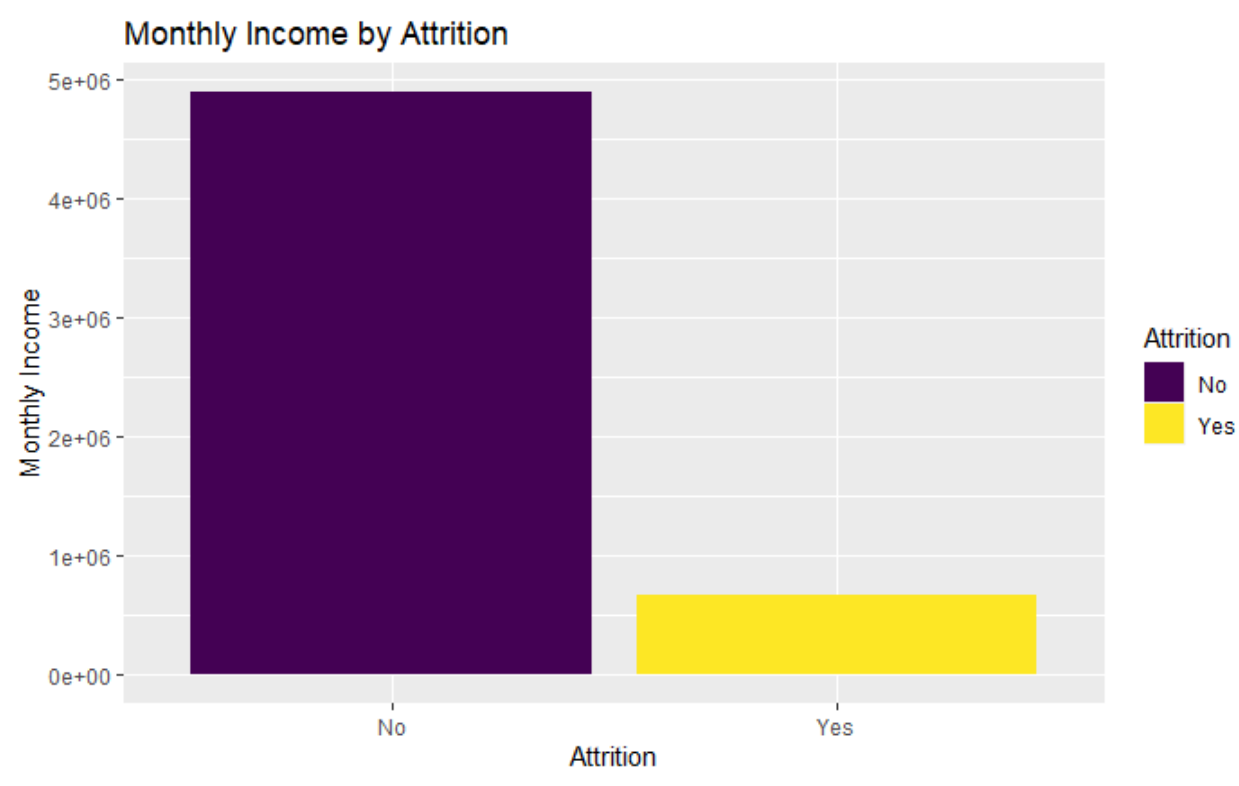 Monthly Income by Attrition
5e+06
4e+06
3e+06
2e+06
1e+06
0e+00
Monthly Income
No
Yes
Attrition
Attrition
No
Yes